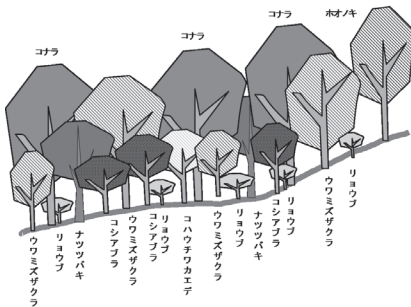 コナラ
コナラ
コナラ
ホオノキ
ウワミズザクラ
リョウブ
ナツツバキ
コシアブラ
ウワミズザクラ
コシアブラ
リョウブ
コハウチワカエデ
ウワミズザクラ
リョウブ
ナツツバキ
コシアブラ
リョウブ
ウワミズザクラ
リョウブ